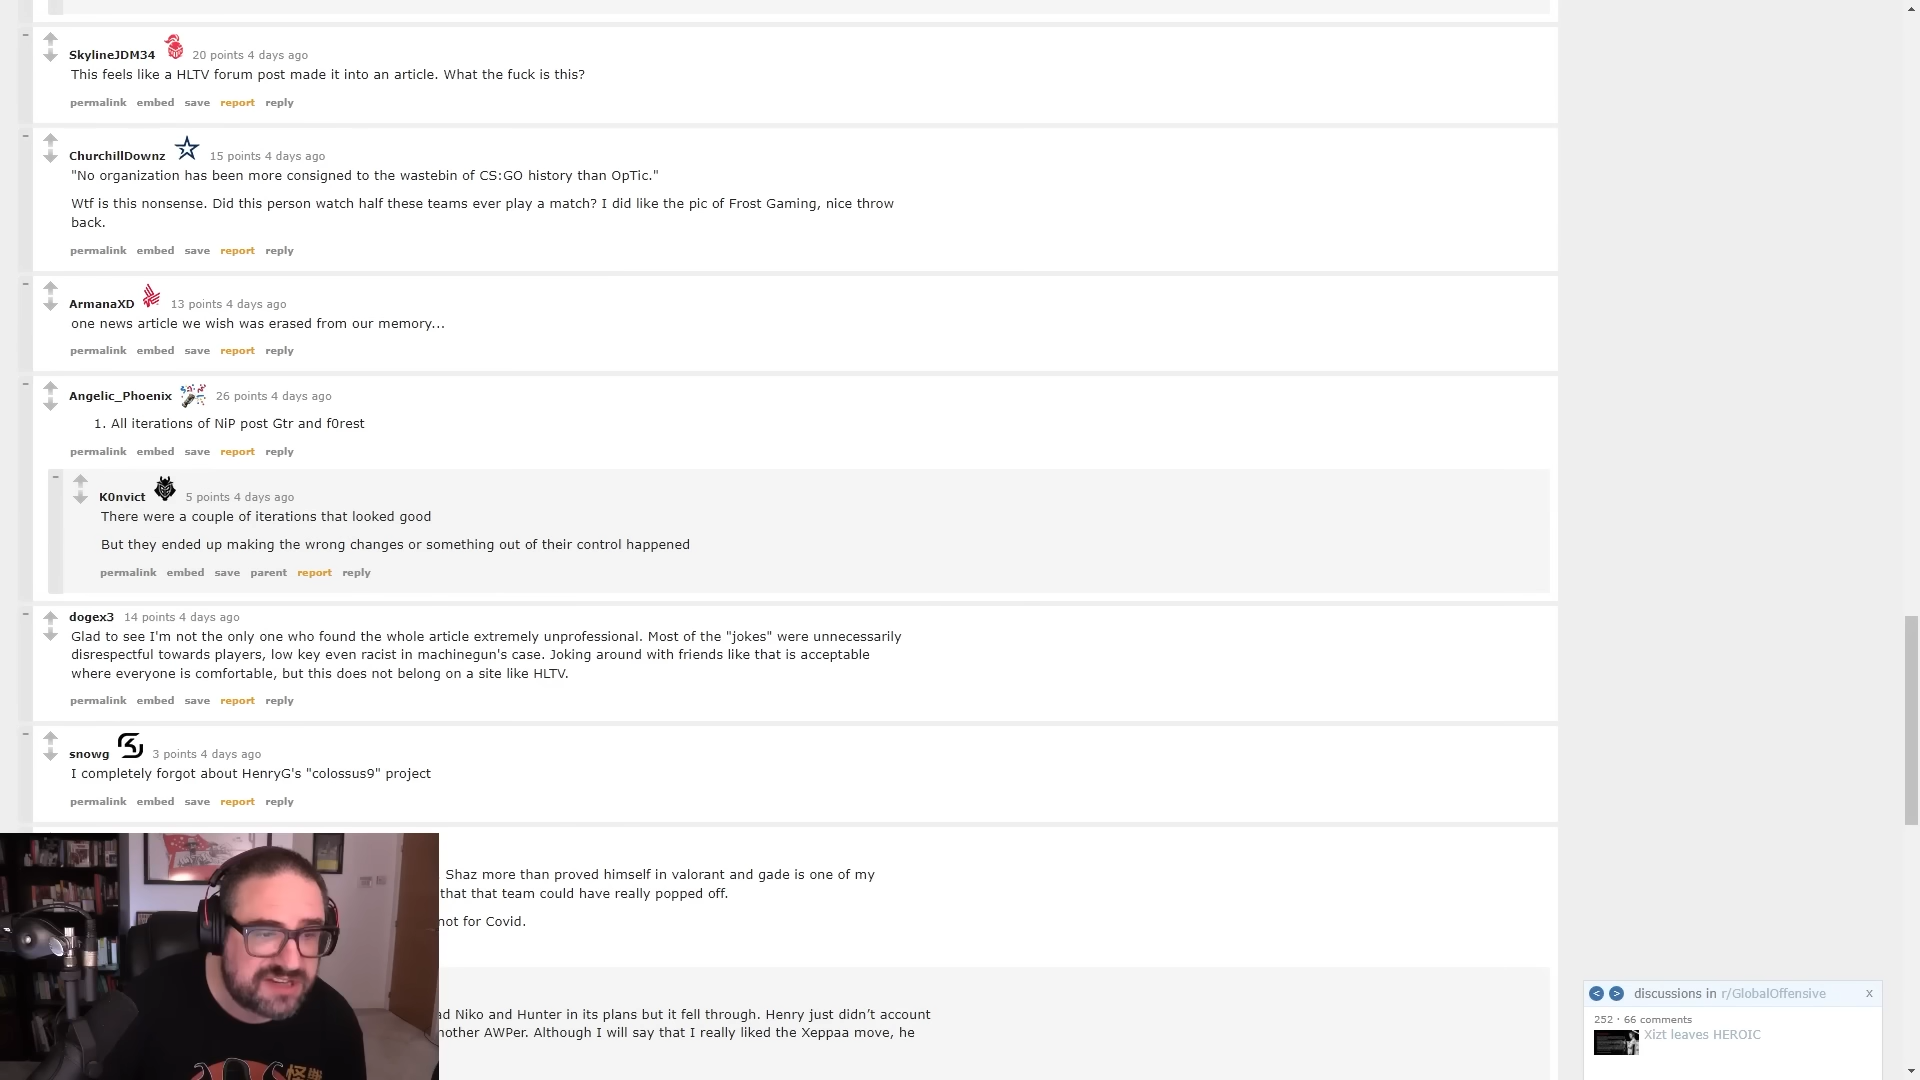 SkylineJDM34 20 points 4 days ago
This feels like a HLTV forum post made it into an article. What the fuck is this?
permalink embed save report reply
ChurchillDownz 15 points 4 days ago
"No organization has been more consigned to the wastebin of CS:GO history than OpTic."
Wtf is this nonsense. Did this person watch half these teams ever play a match? I did like the pic of Frost Gaming, nice throw
back.
permalink embed save report reply
ArmanaXD 13 points 4 days ago
one news article we wish was erased from our memory...
permalink embed save report reply
Angelic_Phoenix 26 points 4 days ago
1. All iterations of NiP post Gtr and f0rest
permalink embed save report reply
K0nvict 5 points 4 days ago
There were a couple of iterations that looked good
But they ended up making the wrong changes or something out of their control happened
permalink embed save parent report reply
dogex3 14 points 4 days ago
Glad to see I'm not the only one who found the whole article extremely unprofessional. Most of the "jokes" were unnecessarily
disrespectful towards players, low key even racist in machinegun's case. Joking around with friends like that is acceptable
where everyone is comfortable, but this does not belong on a site like HLTV.
permalink embed save report reply
snowg 3 points 4 days ago
I completely forgot about HenryG's "colossus9" project
permalink embed save report reply
. Shaz more than proved himself in valorant and gade is one of my
that that team could have really popped off.
not for Covid.
Niko and Hunter in its plans but it fell through. Henry just didn't account
another AWPer. Although I will say that I really liked the Xeppaa move, he
< > discussions in r/GlobalOffensive x
252 · 66 comments
Xizt leaves HEROIC